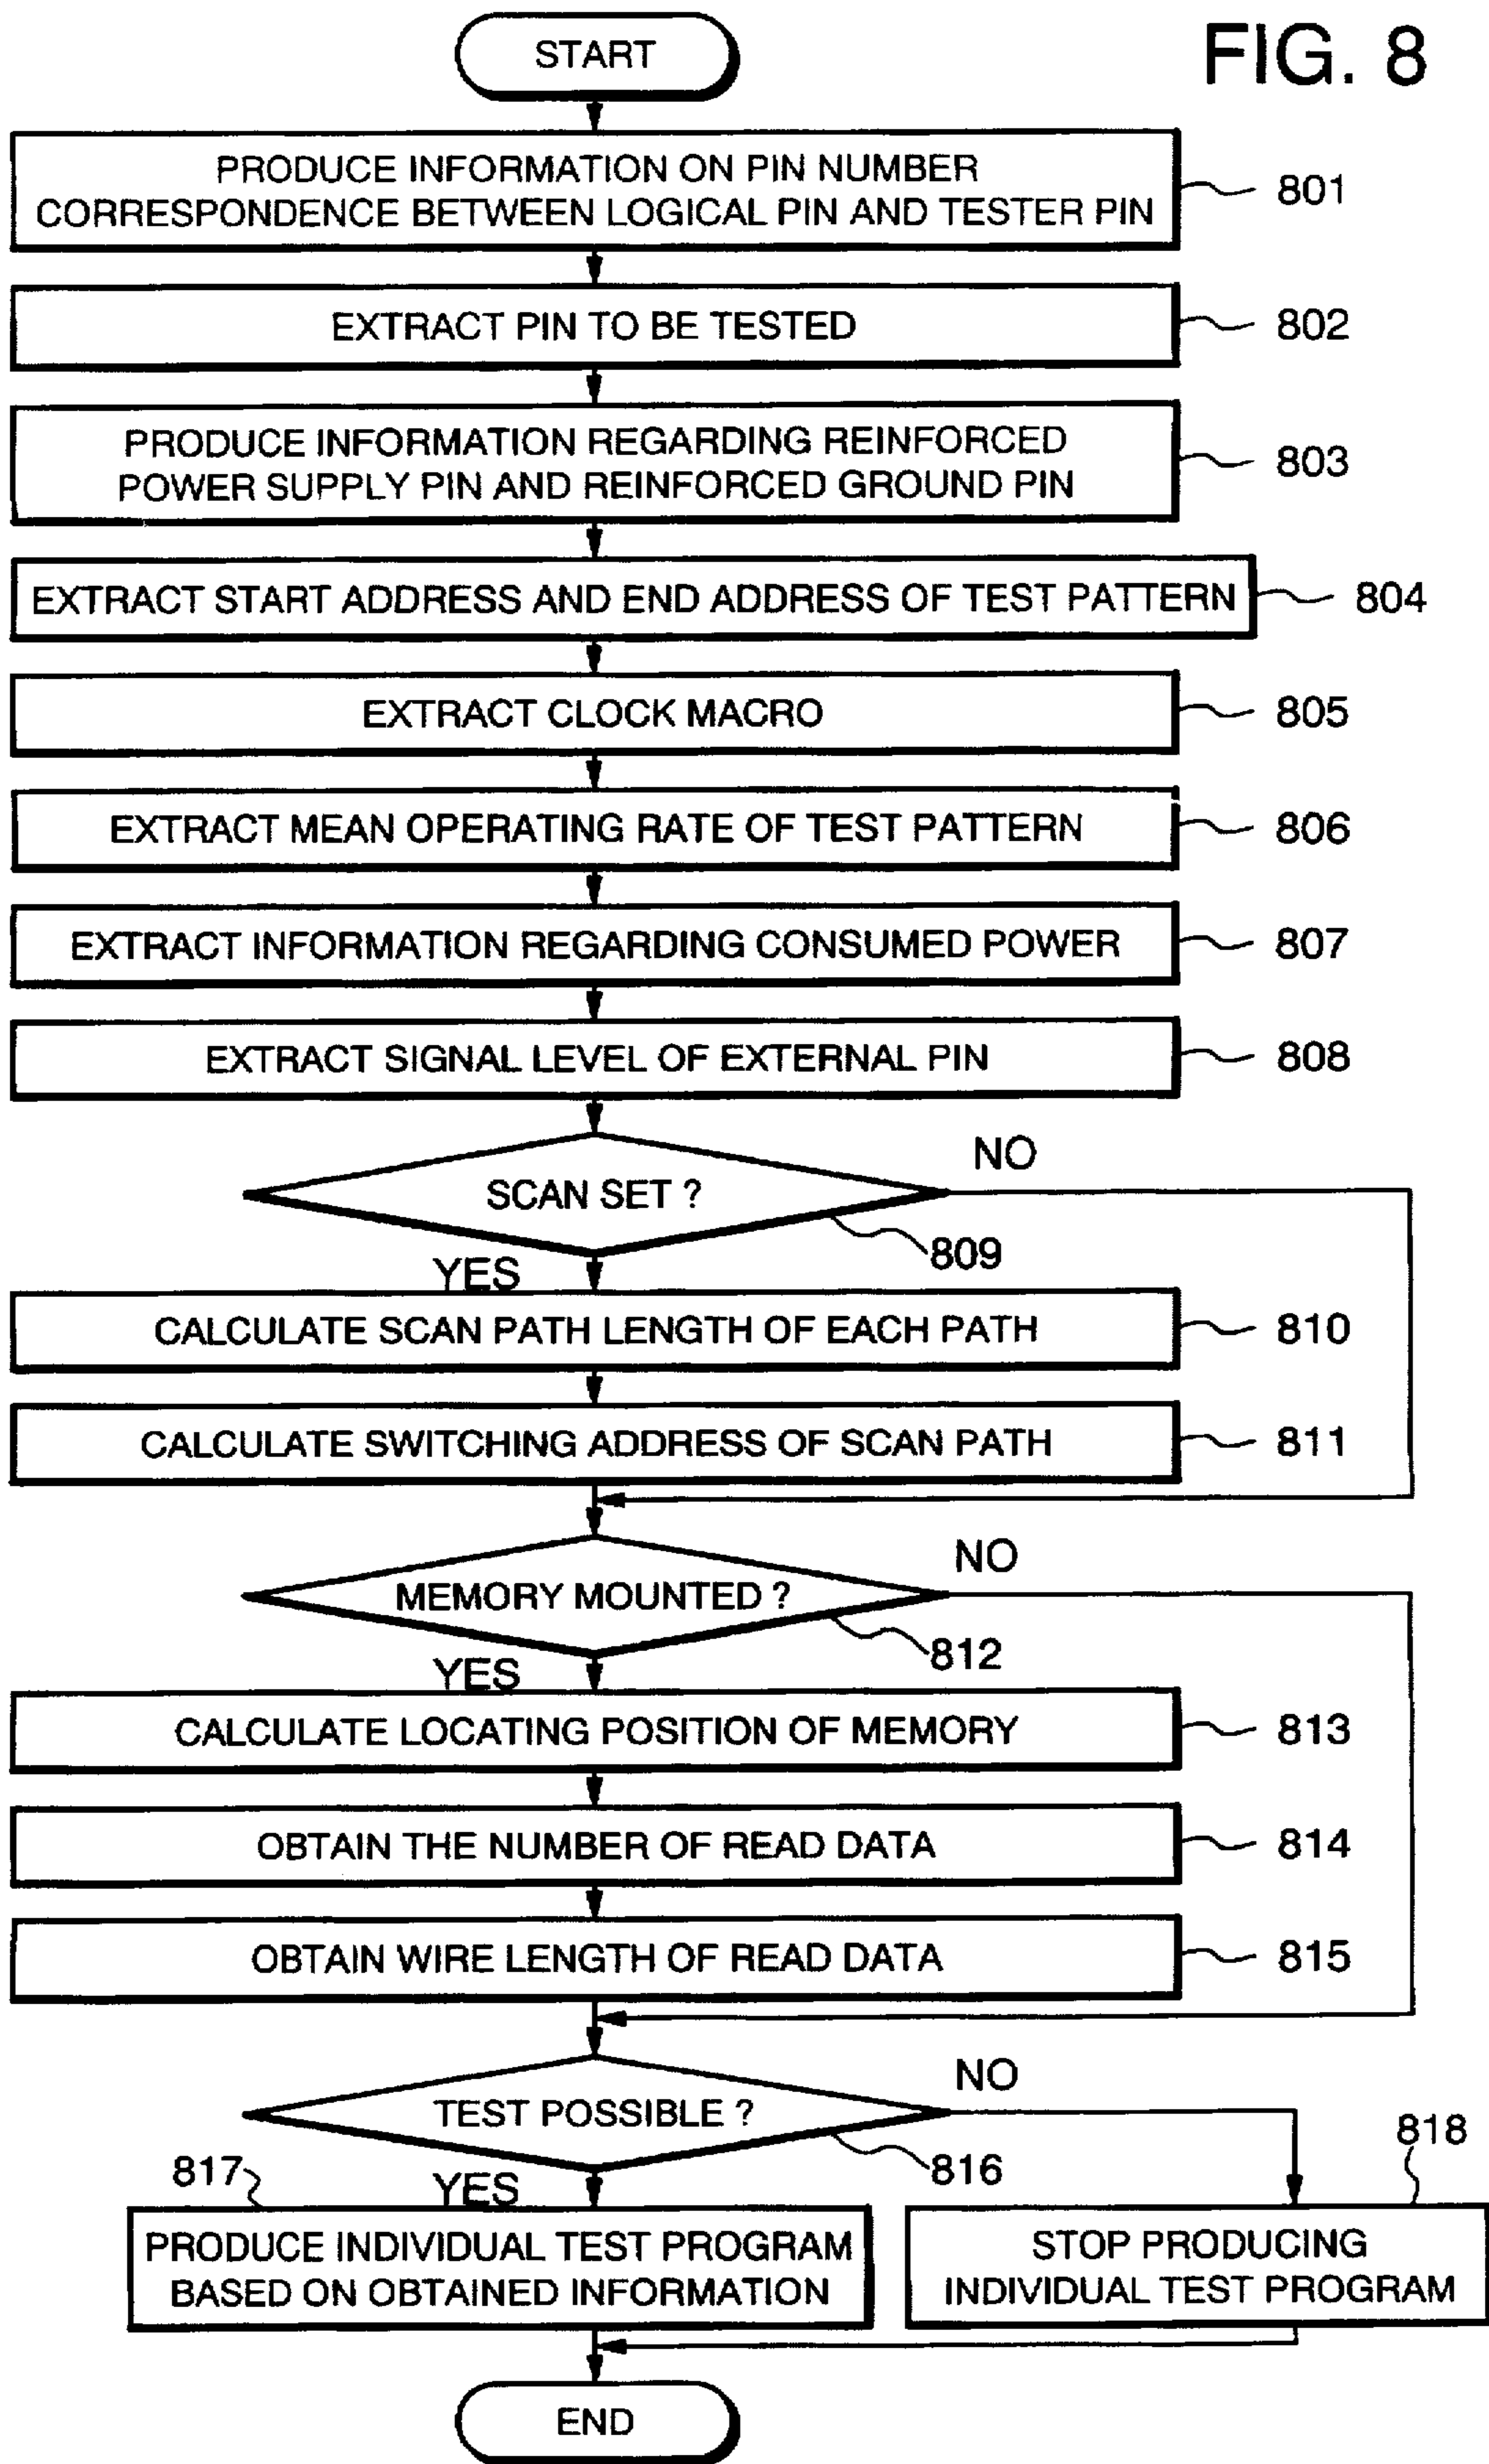 FIG. 8
START
PRODUCE INFORMATION ON PIN NUMBER
CORRESPONDENCE BETWEEN LOGICAL PIN AND TESTER PIN
801
EXTRACT PIN TO BE TESTED
802
PRODUCE INFORMATION REGARDING REINFORCED
POWER SUPPLY PIN AND REINFORCED GROUND PIN
803
EXTRACT START ADDRESS AND END ADDRESS OF TEST PATTERN
804
EXTRACT CLOCK MACRO
805
EXTRACT MEAN OPERATING RATE OF TEST PATTERN
806
EXTRACT INFORMATION REGARDING CONSUMED POWER
807
EXTRACT SIGNAL LEVEL OF EXTERNAL PIN
808
NO
SCAN SET ?
809
YES
CALCULATE SCAN PATH LENGTH OF EACH PATH
810
CALCULATE SWITCHING ADDRESS OF SCAN PATH
811
NO
MEMORY MOUNTED ?
812
YES
CALCULATE LOCATING POSITION OF MEMORY
813
OBTAIN THE NUMBER OF READ DATA
814
OBTAIN WIRE LENGTH OF READ DATA
815
NO
TEST POSSIBLE ?
816
817
YES
818
PRODUCE INDIVIDUAL TEST PROGRAM
BASED ON OBTAINED INFORMATION
STOP PRODUCING
INDIVIDUAL TEST PROGRAM
END